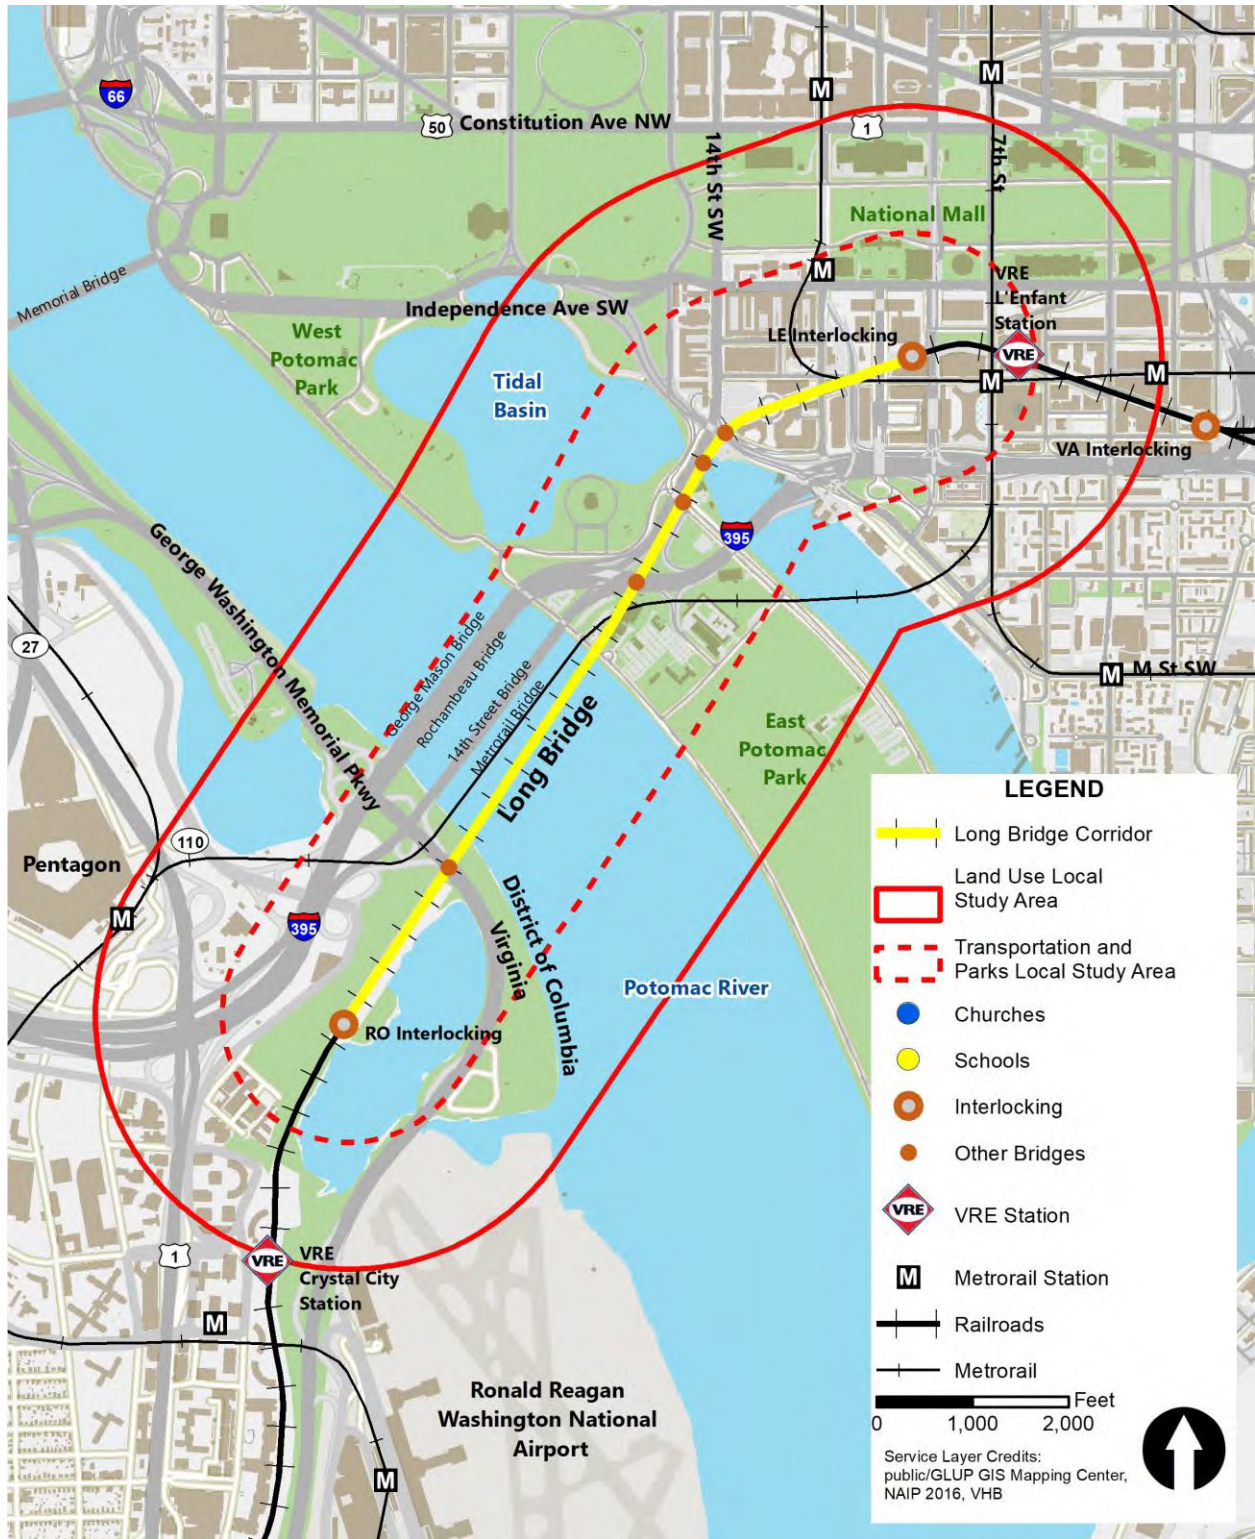 66
50 Constitution Ave NW
1
M
M
14th St SW
7th St
National Mall
Memorial Bridge
M
VRE
L'Enfant
Station
Independence Ave SW
West
Potomac
Park
LE Interlocking
VRE
Tidal
Basin
M
M
VA Interlocking
395
George Washington Memorial Pkwy
27
George Mason Bridge
Rochambeau Bridge
14th Street Bridge
Metrorail Bridge
Long Bridge
M
M St SW
East
Potomac
Park
110
Pentagon
M
395
District of Columbia
Virginia
Potomac River
RO Interlocking
1
VRE
VRE
Crystal City
Station
M
Ronald Reagan
Washington National
Airport
M
LEGEND
Long Bridge Corridor
Land Use Local
Study Area
Transportation and
Parks Local Study Area
Churches
Schools
Interlocking
Other Bridges
VRE
VRE Station
M
Metrorail Station
Railroads
Metrorail
Feet
0 1,000 2,000
Service Layer Credits:
public/GLUP GIS Mapping Center,
NAIP 2016, VHB